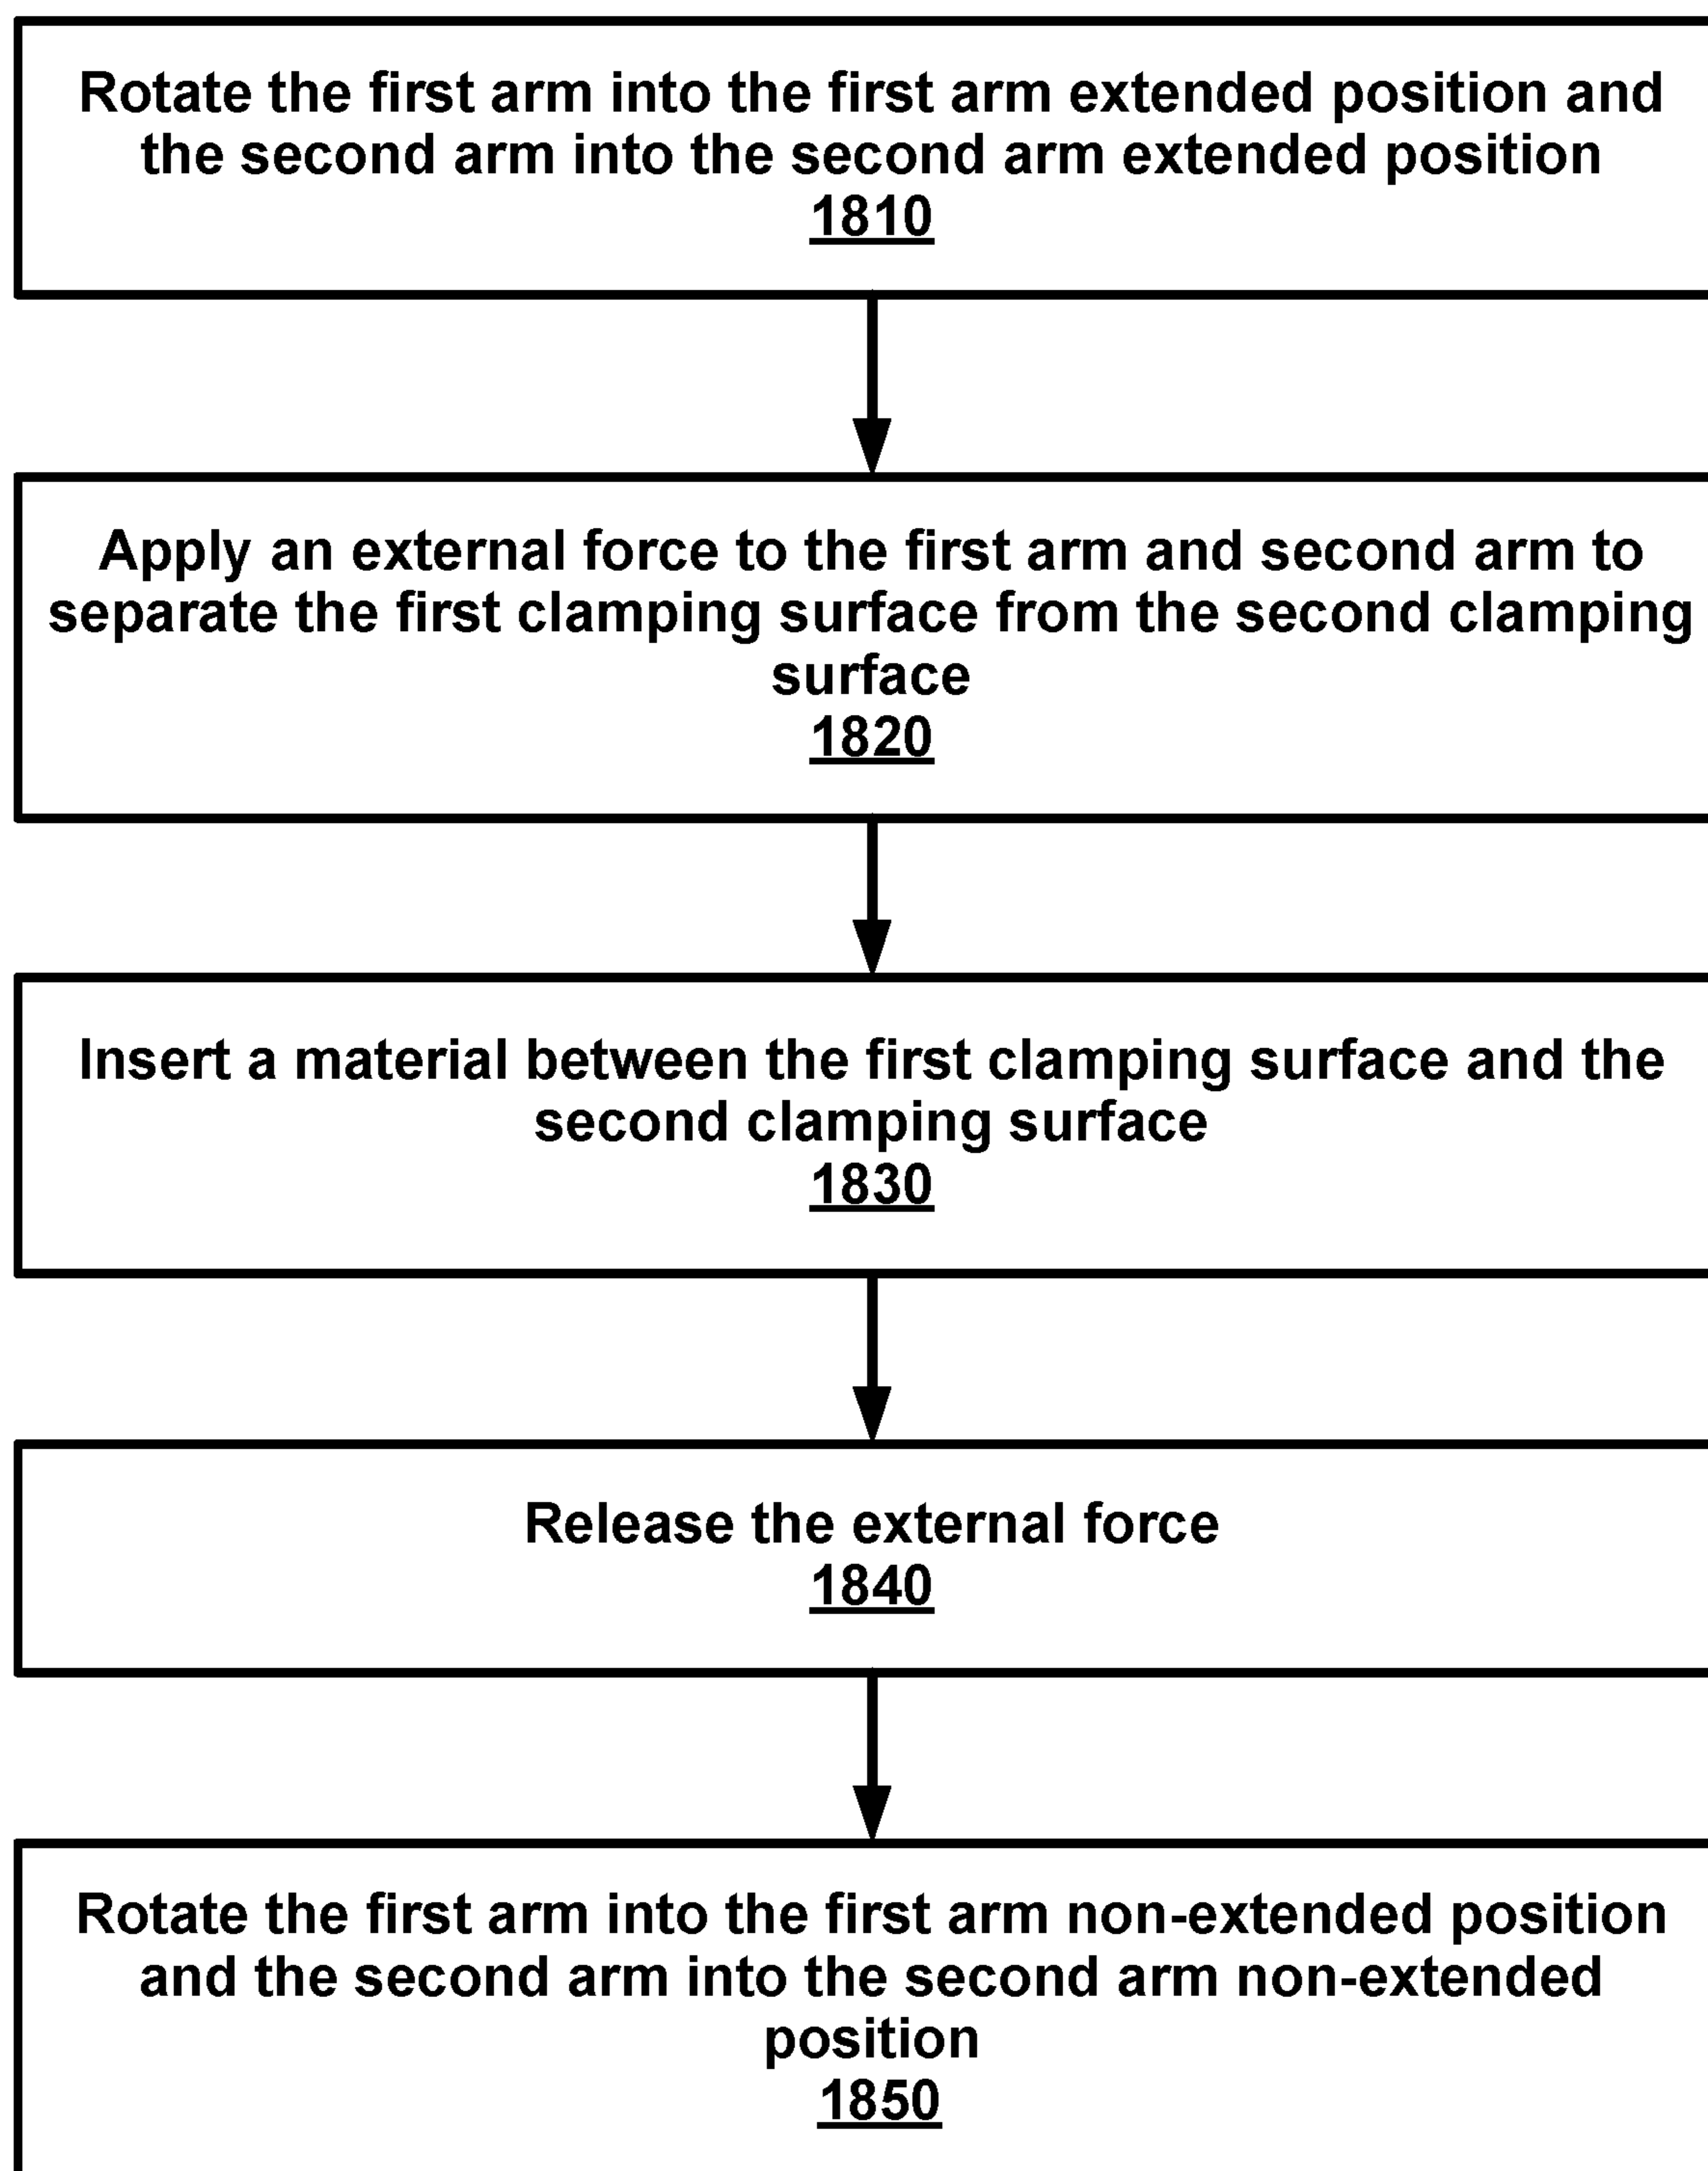 Rotate the first arm into the first arm extended position and
the second arm into the second arm extended position
1810
Apply an external force to the first arm and second arm to
separate the first clamping surface from the second clamping
surface
1820
Insert a material between the first clamping surface and the
second clamping surface
1830
Release the external force
1840
Rotate the first arm into the first arm non-extended position
and the second arm into the second arm non-extended
position
1850